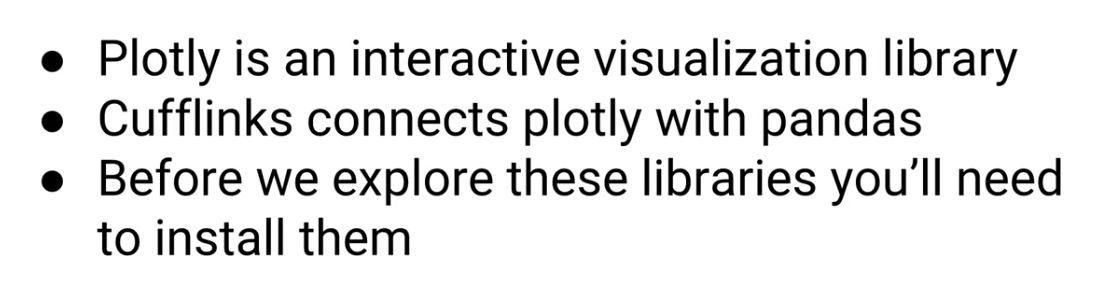 ● Plotly is an interactive visualization library
● Cufflinks connects plotly with pandas
● Before we explore these libraries you’ll need
to install them